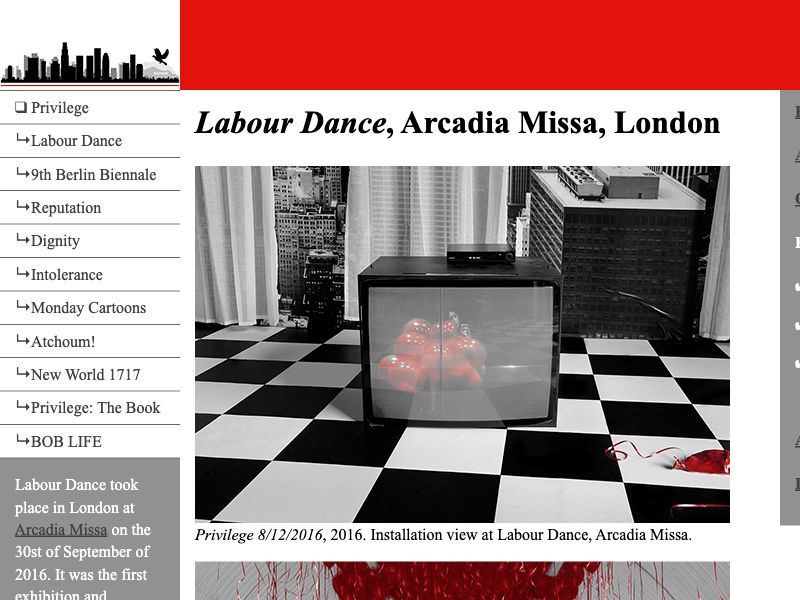 ❑ Privilege
↪Labour Dance
↪9th Berlin Biennale
↪Reputation
↪Dignity
↪Intolerance
↪Monday Cartoons
↪Atchoum!
↪New World 1717
↪Privilege: The Book
↪BOB LIFE
Labour Dance took
place in London at
Arcadia Missa on the
30st of September of
2016. It was the first
exhibition and
Labour Dance, Arcadia Missa, London
Privilege 8/12/2016, 2016. Installation view at Labour Dance, Arcadia Missa.